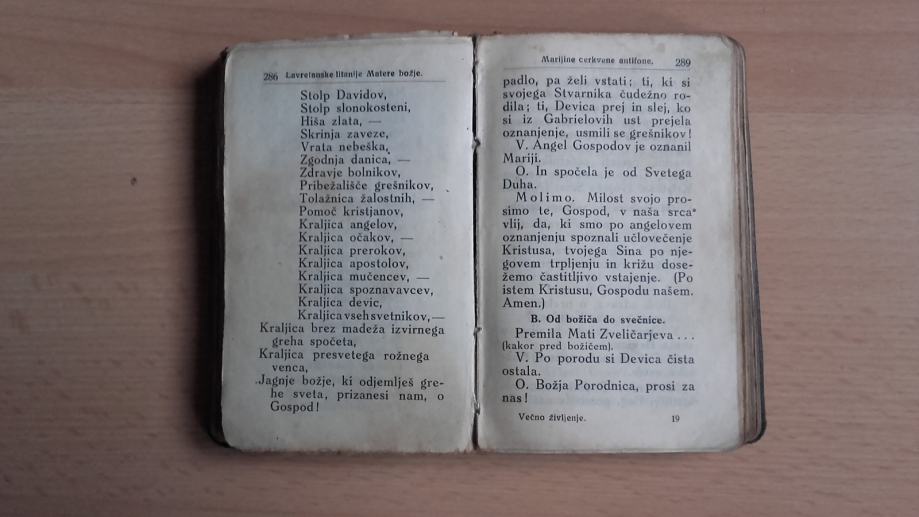 286 Lavretanske litanije Matere božje.
Stolp Davidov,
Stolp slonokosteni,
Hiša zlata, —
Skrinja zaveze,
Vrata nebeška,
Zgodnja danica, —
Zdravje bolnikov,
Pribežališče grešnikov,
Tolažnica žalostnih, —
Pomoč kristjanov,
Kraljica angelov,
Kraljica očakov, —
Kraljica prerokov,
Kraljica apostolov,
Kraljica mučencev, —
Kraljica spoznavavcev,
Kraljica devic,
Kraljica vseh svetnikov, —
Kraljica brez madeža izvirnega
greha spočeta,
Kraljica presvetega rožnega
venca,
Jagnje božje, ki odjemlješ gre-
he sveta, prizanesi nam, o
Gospod!
Marijine cerkvene antifone. 289
padlo, pa želi vstati; ti, ki si
svojega Stvarnika čudežno ro-
dila; ti, Devica prej in slej, ko
si iz Gabrielovih ust prejela
oznanjenje, usmili se grešnikov!
V. Angel Gospodov je oznanil
Mariji.
O. In spočela je od Svetega
Duha.
Molimo. Milost svojo pro-
simo te, Gospod, v naša srca
vlij, da, ki smo po angelovem
oznanjenju spoznali učlovečenje
Kristusa, tvojega Sina po nje-
govem trpljenju in križu dose-
žemo častitljivo vstajenje. (Po
istem Kristusu, Gospodu našem.
Amen.)
B. Od božiča do svečnice.
Premila Mati Zveličarjeva ...
(kakor pred božičem).
V. Po porodu si Devica čista
ostala.
O. Božja Porodnica, prosi za
nas!
Večno življenje. 19